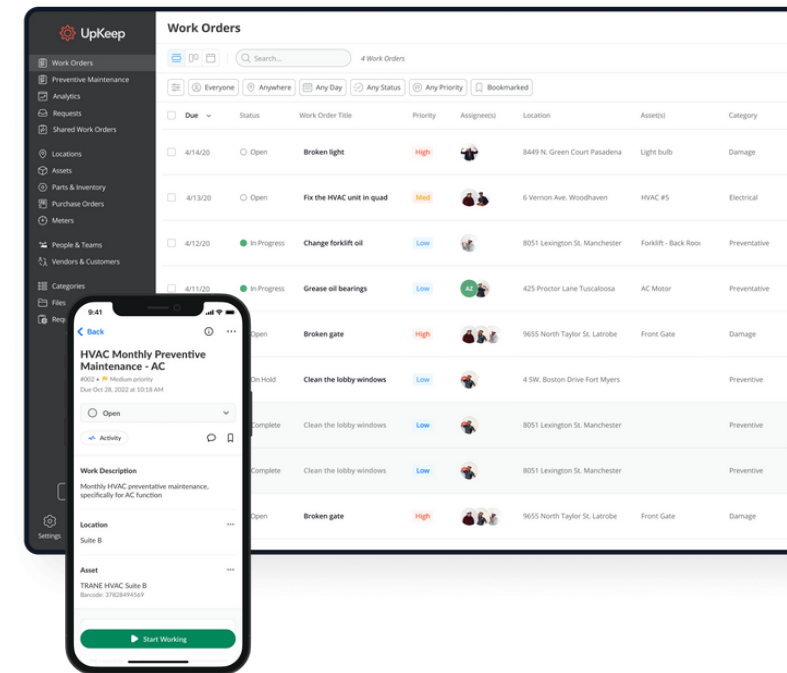 UpKeep
Work Orders
Preventive Maintenance
Analytics
Requests
Shared Work Orders
Locations
Assets
Parts & Inventory
Purchase Orders
Meters
People & Teams
Vendors & Customers
Categories
Files
Requ
Settings
Work Orders
Search... 4 Work Orders
Everyone Anywhere Any Day Any Status Any Priority Bookmarked
Due Status Work Order Title Priority Assignee(s) Location Asset(s) Category
4/14/20 Open Broken light High 8449 N. Green Court Pasadena Light bulb Damage
4/13/20 Open Fix the HVAC unit in quad Med 6 Vernon Ave. Woodhaven HVAC #5 Electrical
4/12/20 In Progress Change forklift oil Low 8051 Lexington St. Manchester Forklift - Back Roo Preventative
4/11/20 In Progress Grease oil bearings Low AZ 425 Proctor Lane Tuscaloosa AC Motor Preventative
Open Broken gate High 9655 North Taylor St. Latrobe Front Gate Damage
On Hold Clean the lobby windows Low 4 SW. Boston Drive Fort Myers Preventive
Complete Clean the lobby windows Low 8051 Lexington St. Manchester Preventive
Complete Clean the lobby windows Low 8051 Lexington St. Manchester Preventive
Open Broken gate High 9655 North Taylor St. Latrobe Front Gate Damage
9:41
Back
HVAC Monthly Preventive
Maintenance - AC
#002 • Medium priority
Due Oct 28, 2022 at 10:18 AM
Open
Activity
Work Description
Monthly HVAC preventative maintenance,
specifically for AC function
Location
Suite B
Asset
TRANE HVAC Suite B
Barcode: 37828494569
Start Working